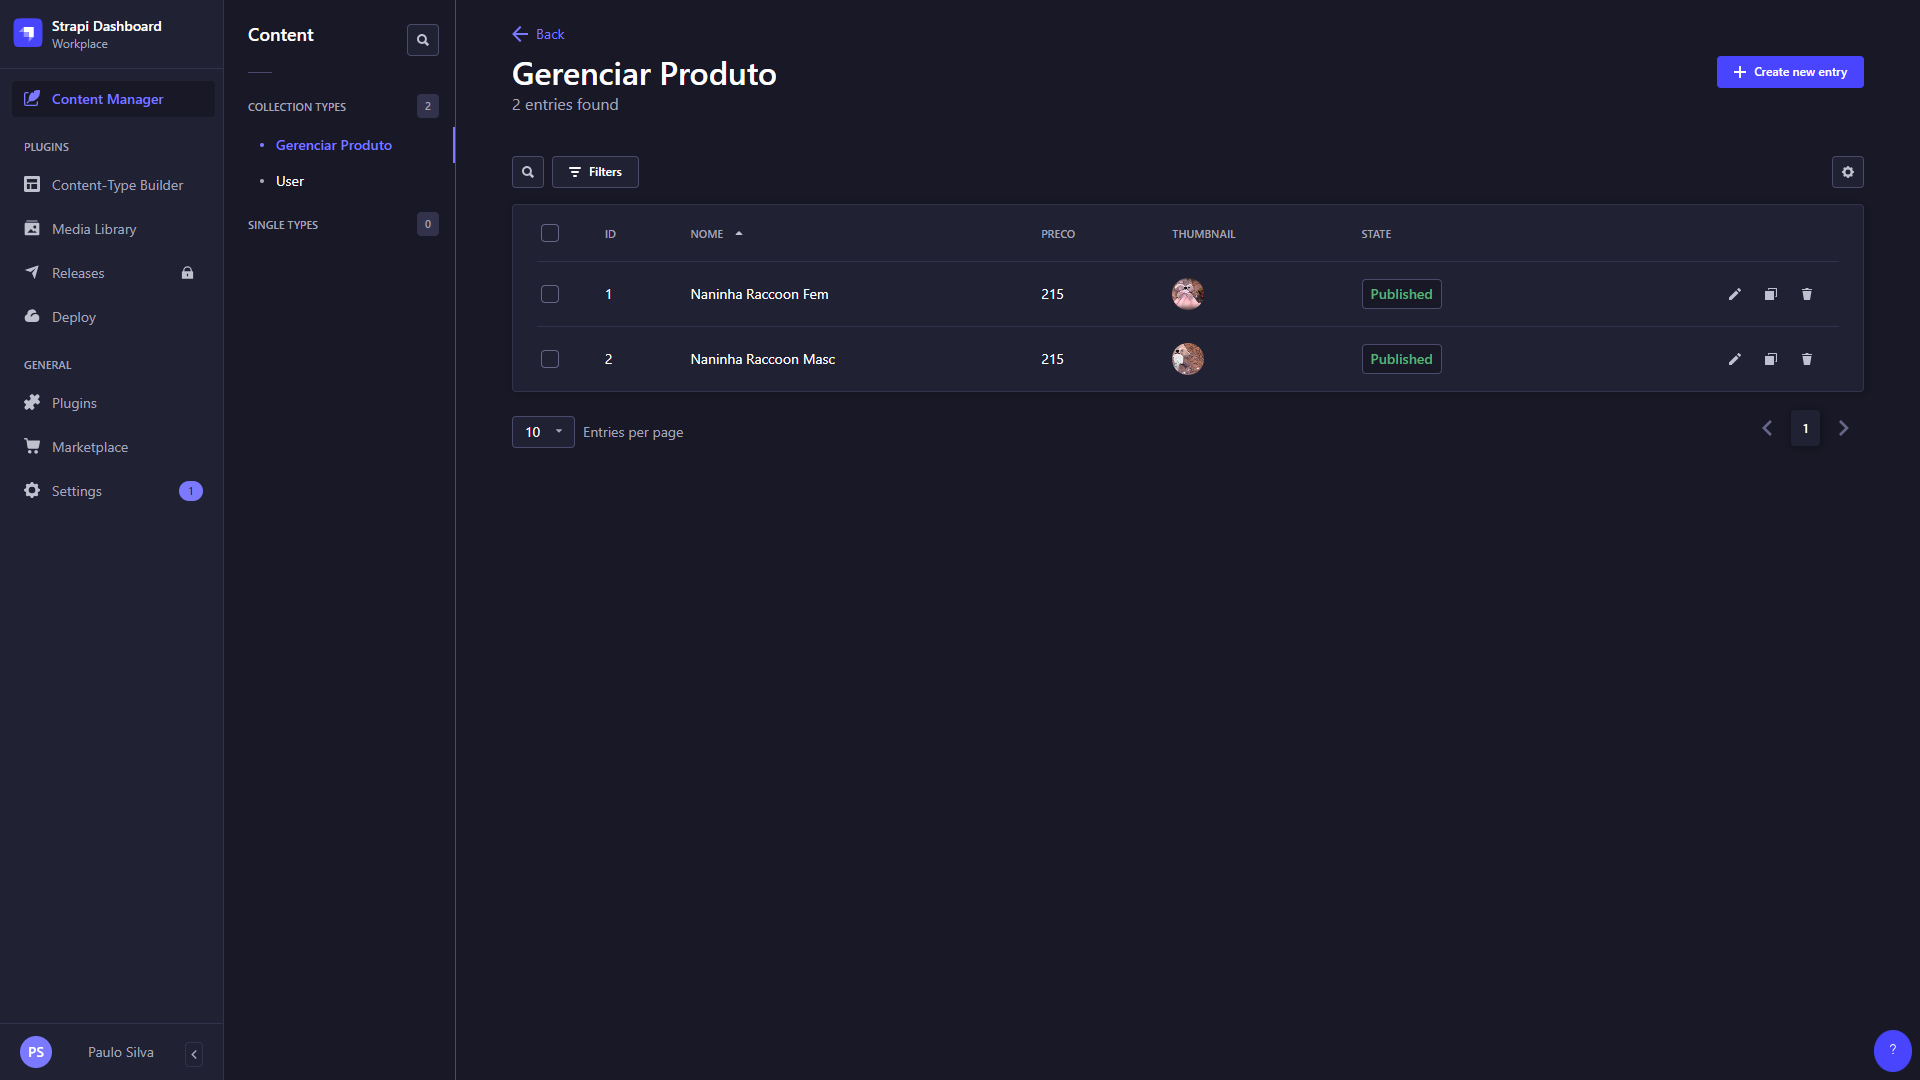 Strapi Dashboard
Workplace
Content Manager
PLUGINS
Content-Type Builder
Media Library
Releases
Deploy
GENERAL
Plugins
Marketplace
Settings
1
PS
Paulo Silva
Content
COLLECTION TYPES
2
Gerenciar Produto
User
SINGLE TYPES
0
Back
Gerenciar Produto
2 entries found
Create new entry
Filters
ID NOME PRECO THUMBNAIL STATE
1 Naninha Raccoon Fem 215 Published
2 Naninha Raccoon Masc 215 Published
10 Entries per page
1
?